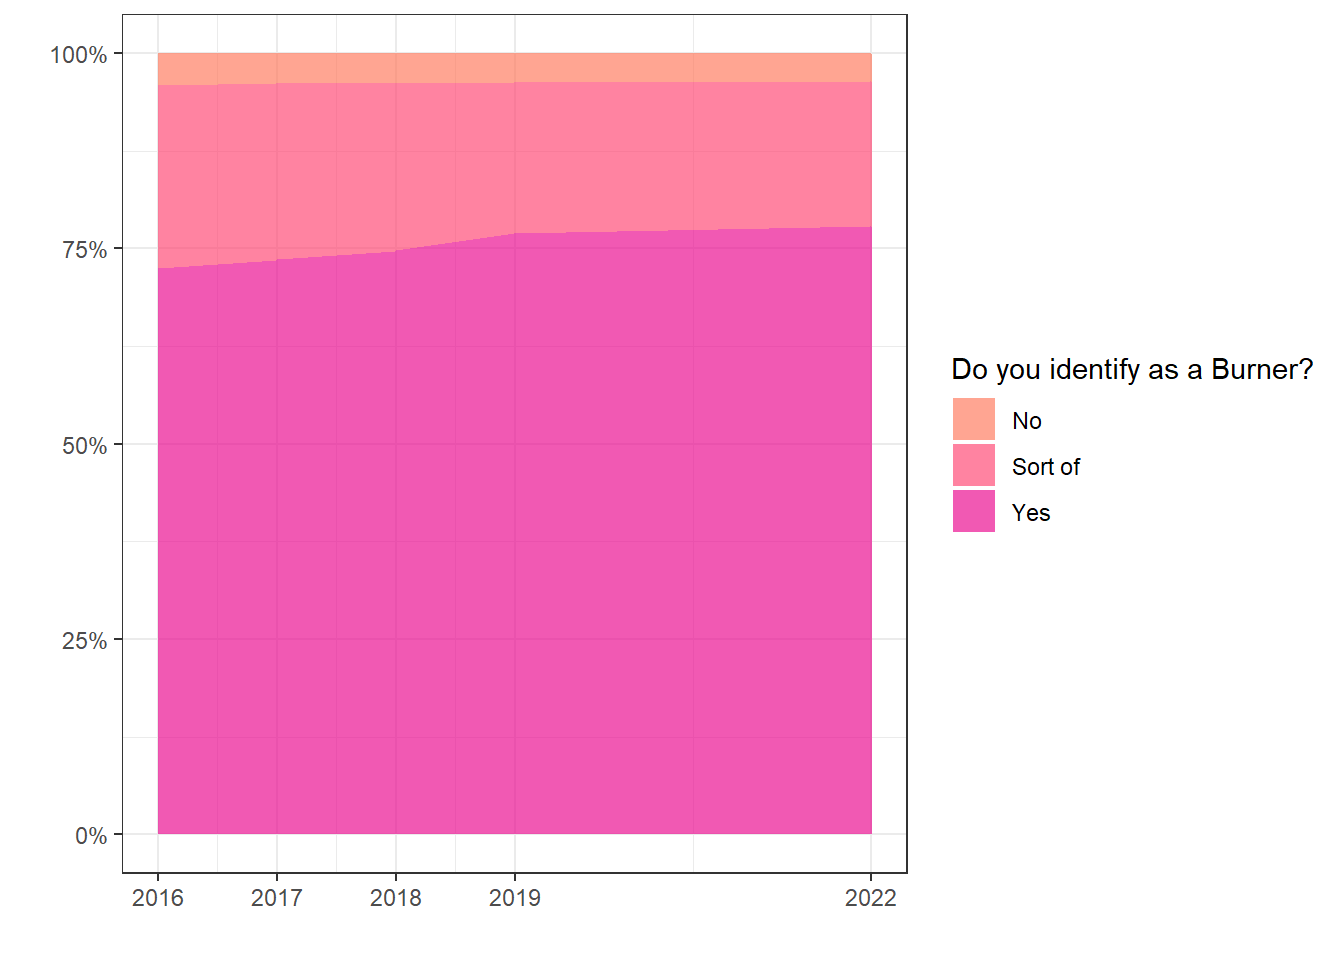 100%
75%
50%
25%
0%
2016 2017 2018 2019 2022
Do you identify as a Burner?
No
Sort of
Yes